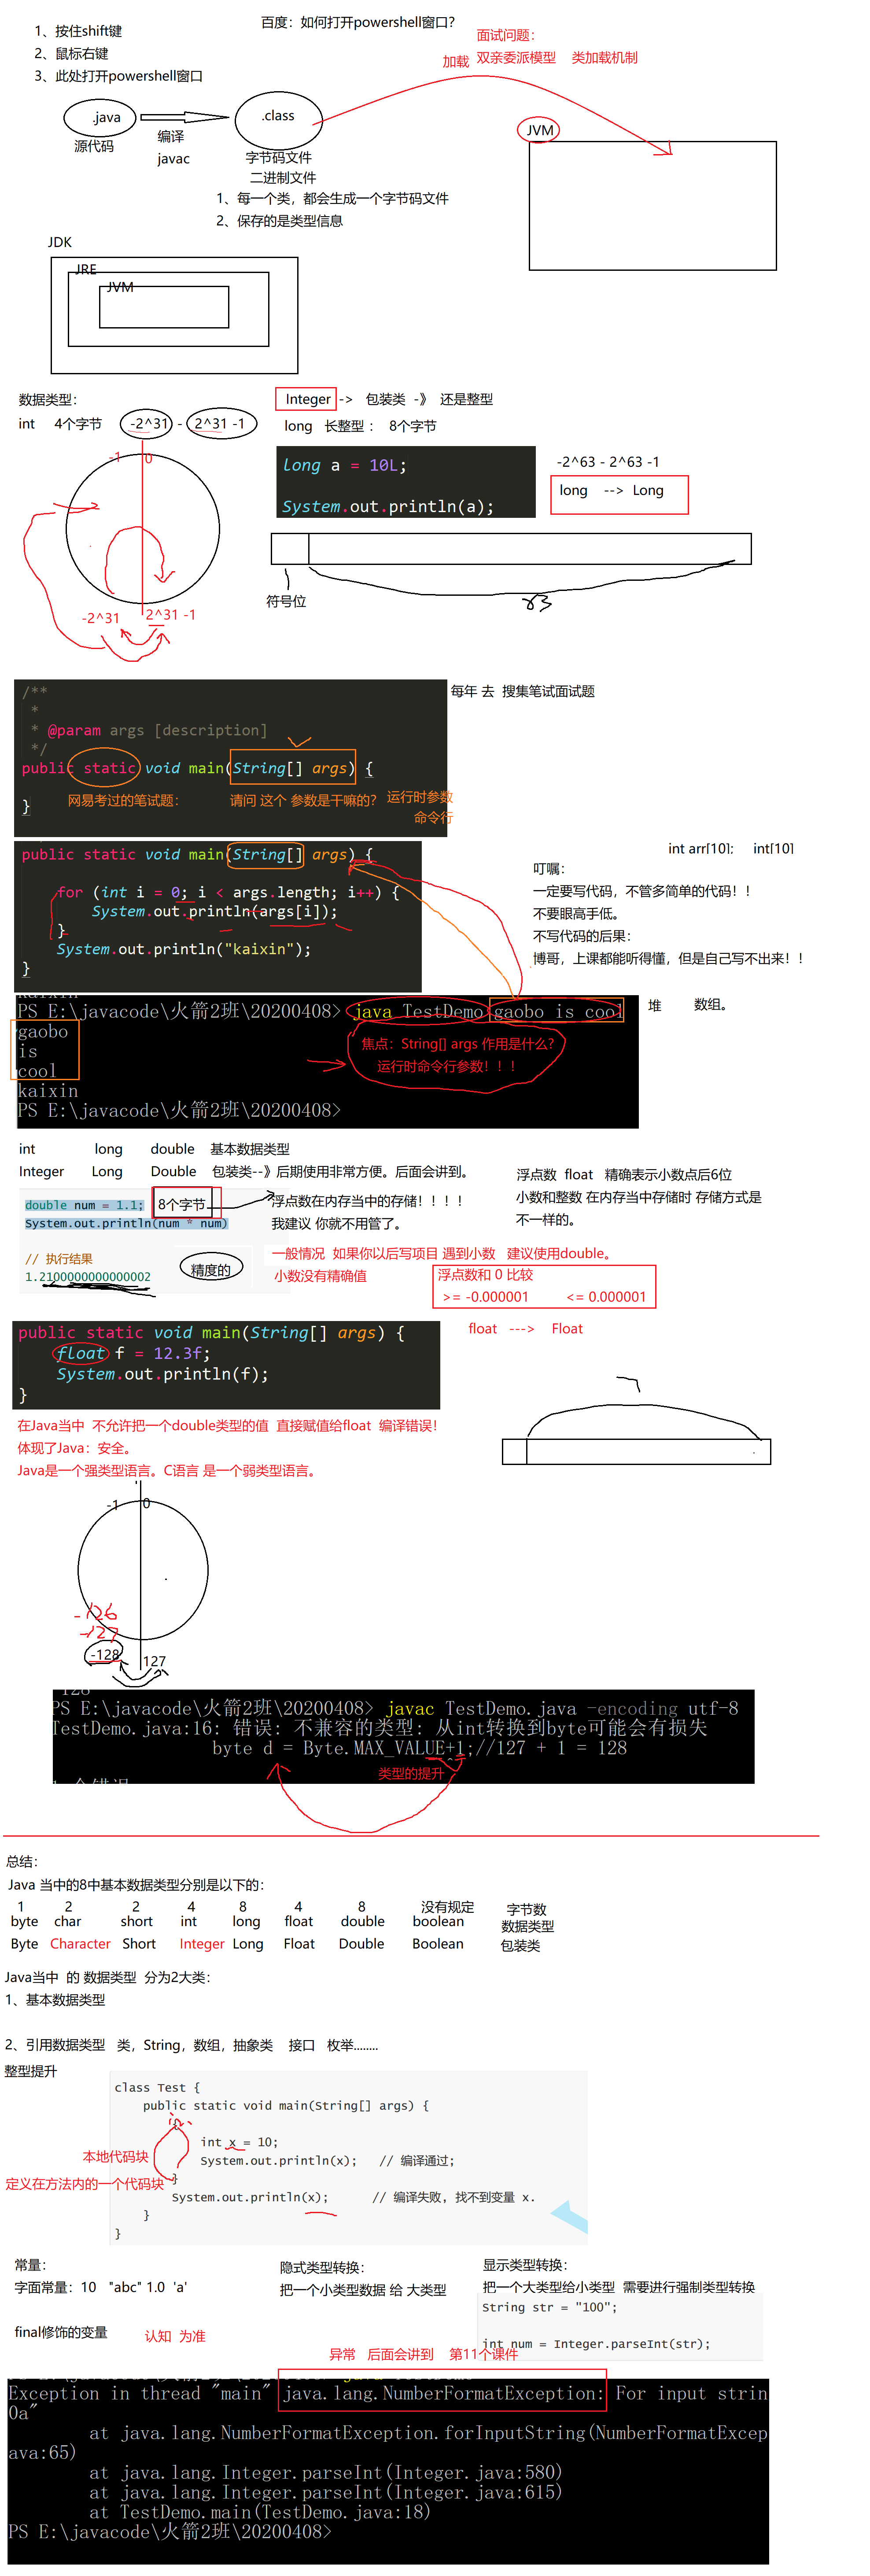 百度：如何打开powershell窗口?
1、按住shift键
2、鼠标右键
3、此处打开powershell窗口
面试问题：
加载 双亲委派模型 类加载机制
.java
源代码
编译
javac
.class
字节码文件
二进制文件
1、每一个类，都会生成一个字节码文件
2、保存的是类型信息
JVM
JDK
JRE
JVM
数据类型：
int 4个字节 -2^31 - 2^31 -1
-1 0
-2^31 2^31 -1
Integer -> 包装类 -》 还是整型
long 长整型： 8个字节
long a = 10L;
System.out.println(a);
-2^63 - 2^63 -1
long --> Long
符号位
63
/**
*
* @param args [description]
*/
public static void main(String[] args) {
}
网易考过的笔试题： 请问 这个 参数是干嘛的? 运行时参数
命令行
每年 去 搜集笔试面试题
public static void main(String[] args) {
for (int i = 0; i < args.length; i++) {
System.out.println(args[i]);
}
System.out.println("kaixin");
}
int arr[10]; int[10]
叮嘱：
一定要写代码，不管多简单的代码！！
不要眼高手低。
不写代码的后果：
博哥，上课都能听得懂，但是自己写不出来！！
kaixin
PS E:\javacode\火箭2班\20200408> java TestDemo gaobo is cool
gaobo
is
cool
kaixin
PS E:\javacode\火箭2班\20200408>
焦点：String[] args 作用是什么?
运行时命令行参数！！！
堆 数组。
int long double 基本数据类型
Integer Long Double 包装类--》后期使用非常方便。后面会讲到。
double num = 1.1;
System.out.println(num * num)
// 执行结果
1.2100000000000002
8个字节
精度的
浮点数在内存当中的存储！！！！
我建议 你就不用管了。
一般情况 如果你以后写项目 遇到小数 建议使用double。
小数没有精确值
浮点数 float 精确表示小数点后6位
小数和整数 在内存当中存储时 存储方式是
不一样的。
浮点数和 0 比较
>= -0.000001 <= 0.000001
float ---> Float
public static void main(String[] args) {
float f = 12.3f;
System.out.println(f);
}
在Java当中 不允许把一个double类型的值 直接赋值给float 编译错误！
体现了Java：安全。
Java是一个强类型语言。C语言 是一个弱类型语言。
7
-1 0
-126
-127
-128 127
128
PS E:\javacode\火箭2班\20200408> javac TestDemo.java -encoding utf-8
TestDemo.java:16: 错误: 不兼容的类型: 从int转换到byte可能会有损失
byte d = Byte.MAX_VALUE+1;//127 + 1 = 128
类型的提升
总结：
Java 当中的8中基本数据类型分别是以下的：
1 2 2 4 8 4 8 没有规定 字节数
byte char short int long float double boolean 数据类型
Byte Character Short Integer Long Float Double Boolean 包装类
Java当中 的 数据类型 分为2大类：
1、基本数据类型
2、引用数据类型 类，String，数组，抽象类 接口 枚举........
整型提升
class Test {
public static void main(String[] args) {
{
int x = 10;
System.out.println(x); // 编译通过;
}
System.out.println(x); // 编译失败, 找不到变量 x.
}
}
本地代码块
定义在方法内的一个代码块
常量：
字面常量：10 "abc" 1.0 'a'
final修饰的变量 认知 为准
隐式类型转换：
把一个小类型数据 给 大类型
显示类型转换：
把一个大类型给小类型 需要进行强制类型转换
String str = "100";
int num = Integer.parseInt(str);
异常 后面会讲到 第11个课件
Exception in thread "main" java.lang.NumberFormatException: For input strin
0a"
at java.lang.NumberFormatException.forInputString(NumberFormatExcep
ava:65)
at java.lang.Integer.parseInt(Integer.java:580)
at java.lang.Integer.parseInt(Integer.java:615)
at TestDemo.main(TestDemo.java:18)
PS E:\javacode\火箭2班\20200408>